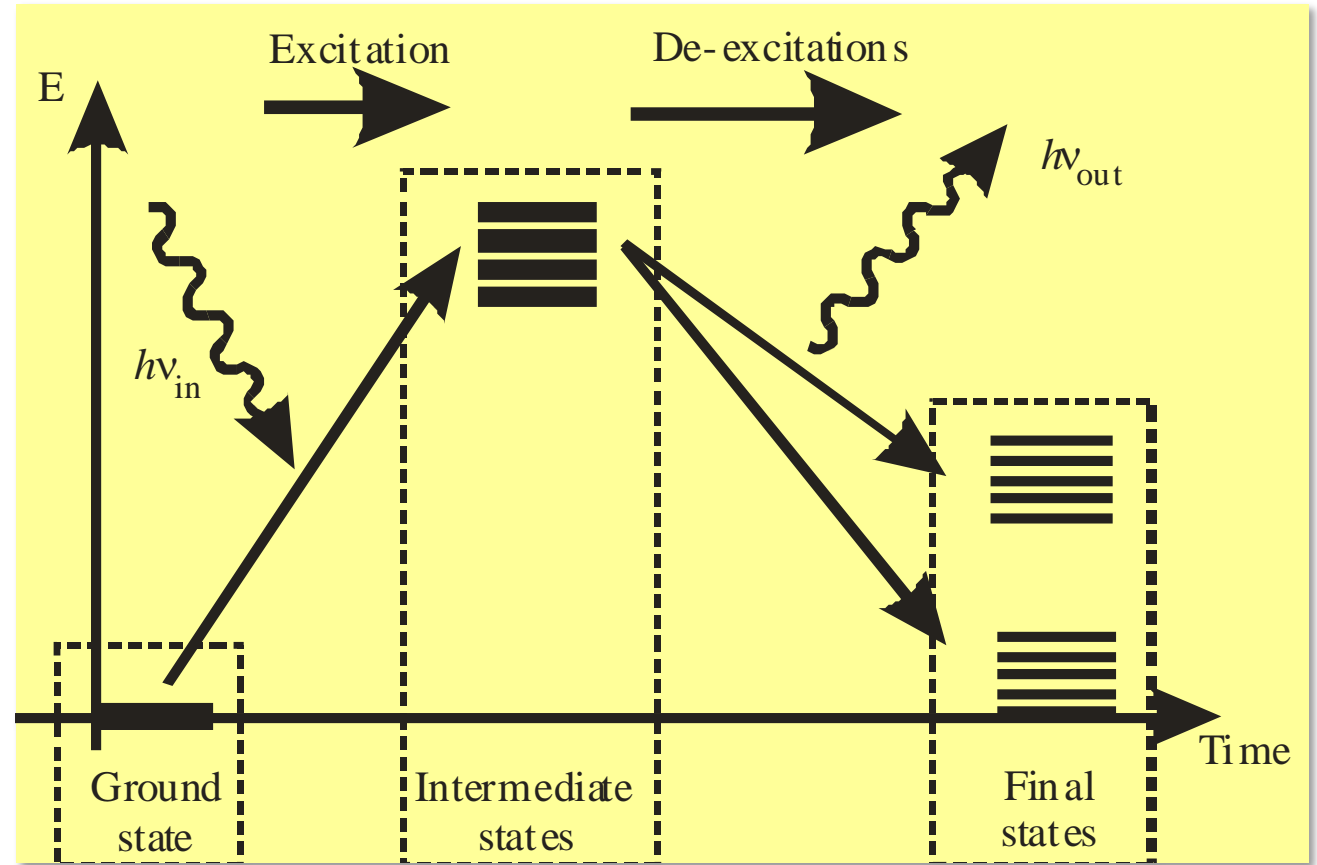 Excitation
De-excitations
E
hν_out
hν_in
Time
Ground
state
Intermediate
states
Final
states